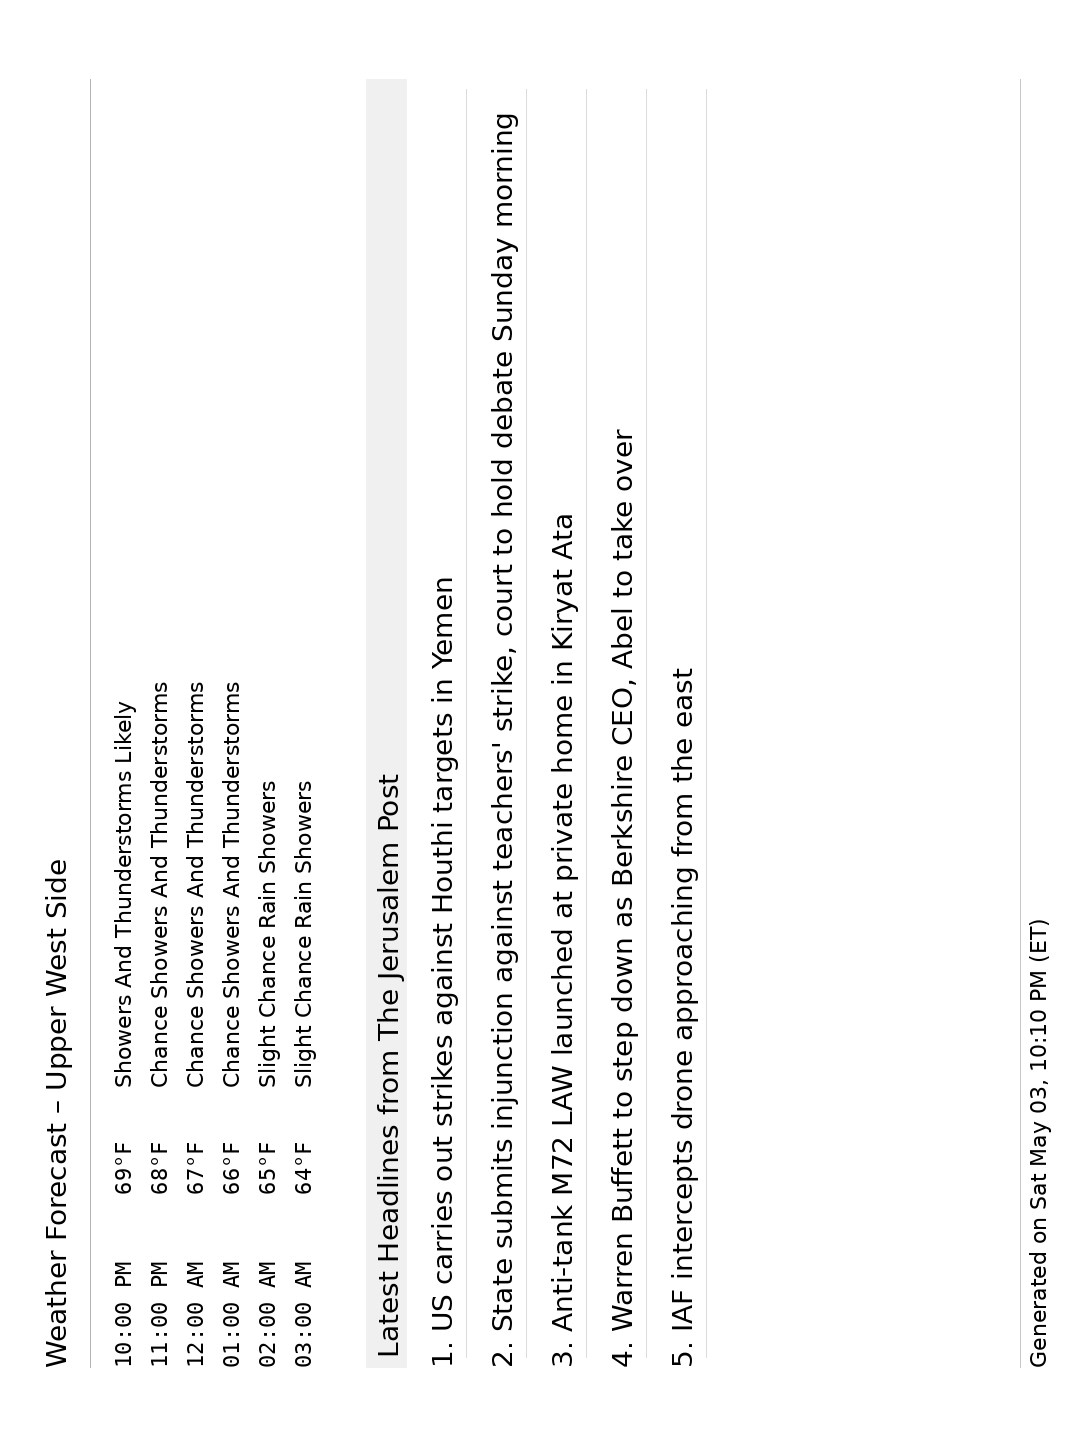 Weather Forecast – Upper West Side
10:00 PM 69°F Showers And Thunderstorms Likely
11:00 PM 68°F Chance Showers And Thunderstorms
12:00 AM 67°F Chance Showers And Thunderstorms
01:00 AM 66°F Chance Showers And Thunderstorms
02:00 AM 65°F Slight Chance Rain Showers
03:00 AM 64°F Slight Chance Rain Showers
Latest Headlines from The Jerusalem Post
1. US carries out strikes against Houthi targets in Yemen
2. State submits injunction against teachers' strike, court to hold debate Sunday morning
3. Anti-tank M72 LAW launched at private home in Kiryat Ata
4. Warren Buffett to step down as Berkshire CEO, Abel to take over
5. IAF intercepts drone approaching from the east
Generated on Sat May 03, 10:10 PM (ET)